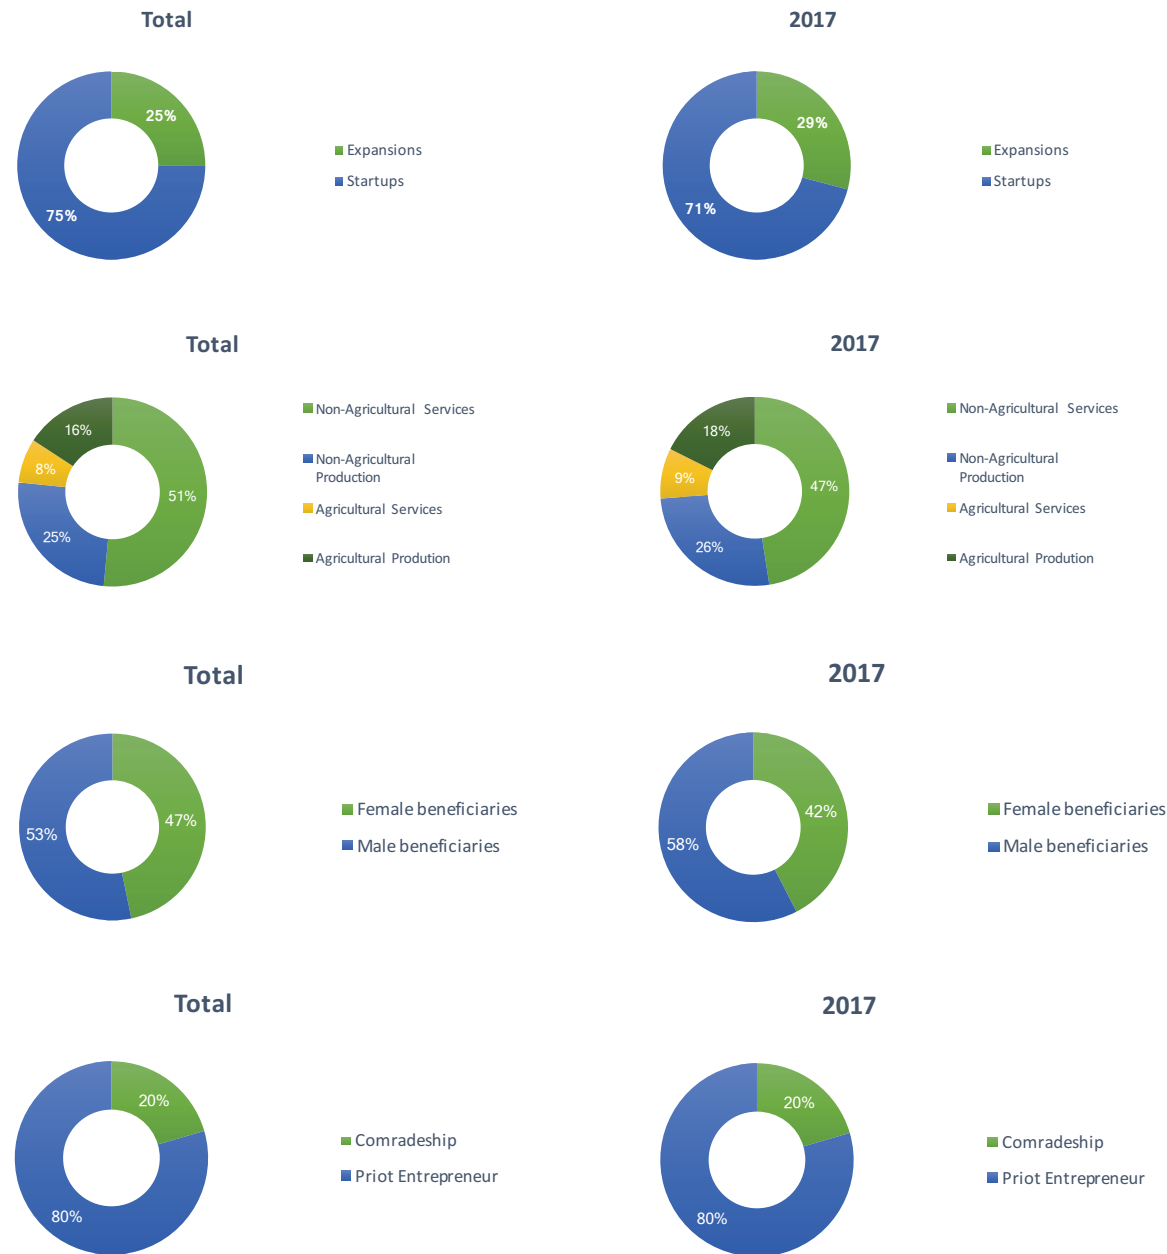 Total
2017
25%
75%
Expansions
Startups
29%
71%
Expansions
Startups
Total
2017
16%
8%
51%
25%
Non-Agricultural Services
Non-Agricultural
Production
Agricultural Services
Agricultural Prodution
18%
9%
47%
26%
Non-Agricultural Services
Non-Agricultural
Production
Agricultural Services
Agricultural Prodution
Total
2017
53%
47%
Female beneficiaries
Male beneficiaries
42%
58%
Female beneficiaries
Male beneficiaries
Total
2017
20%
80%
Comradeship
Priot Entrepreneur
20%
80%
Comradeship
Priot Entrepreneur